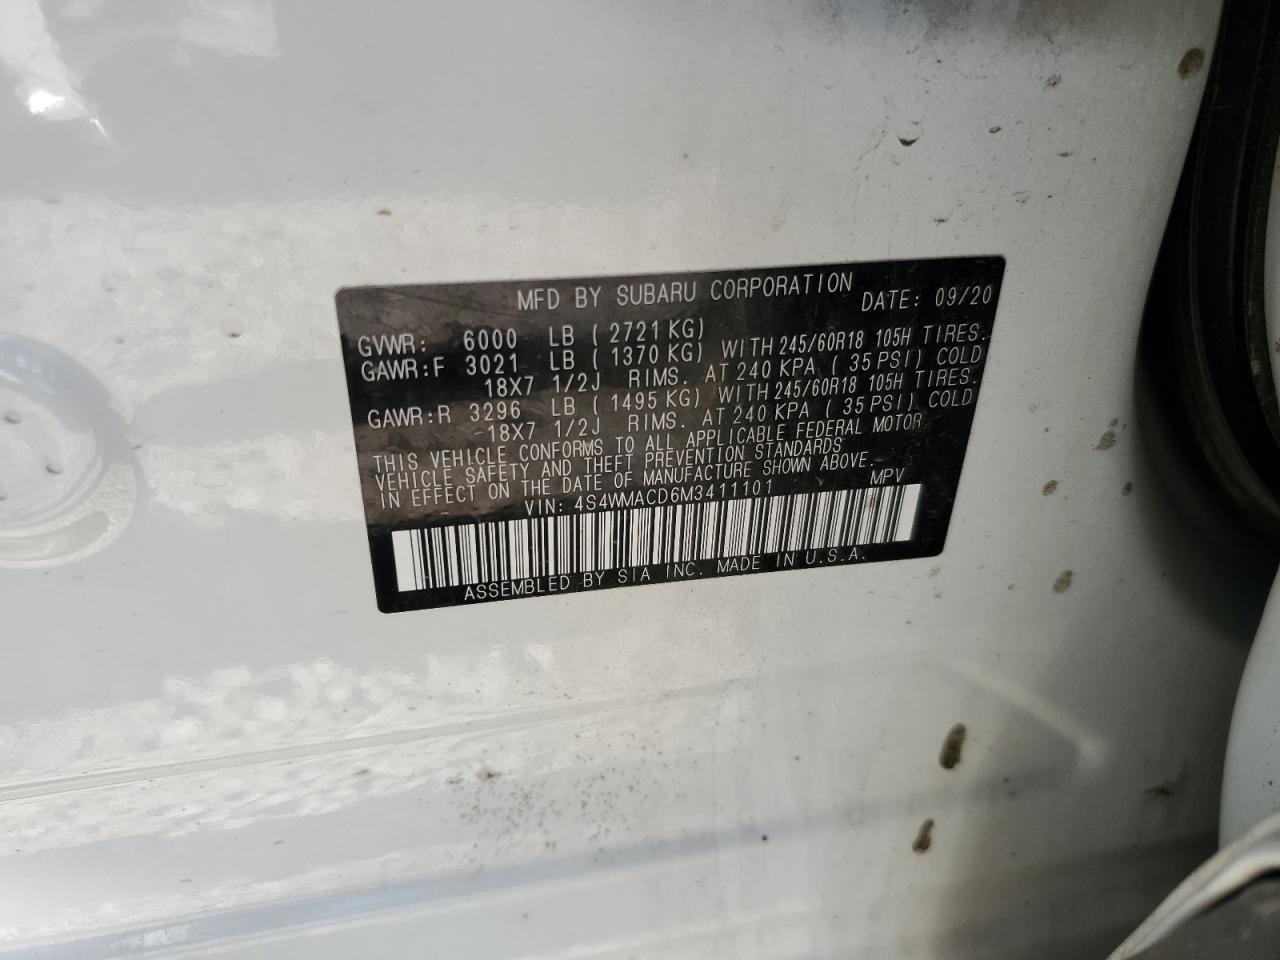 MFD BY SUBARU CORPORATION DATE: 09/20
GVWR: 6000 LB ( 2721 KG)
GAWR:F 3021 LB ( 1370 KG) WITH 245/60R18 105H TIRES.
18X7 1/2J RIMS. AT 240 KPA ( 35 PSI) COLD
GAWR:R 3296 LB ( 1495 KG) WITH 245/60R18 105H TIRES.
18X7 1/2J RIMS. AT 240 KPA ( 35 PSI) COLD
THIS VEHICLE CONFORMS TO ALL APPLICABLE FEDERAL MOTOR
VEHICLE SAFETY AND THEFT PREVENTION STANDARDS
IN EFFECT ON THE DATE OF MANUFACTURE SHOWN ABOVE.
VIN: 4S4WMACD6M3411101 MPV
ASSEMBLED BY SIA INC. MADE IN U.S.A.